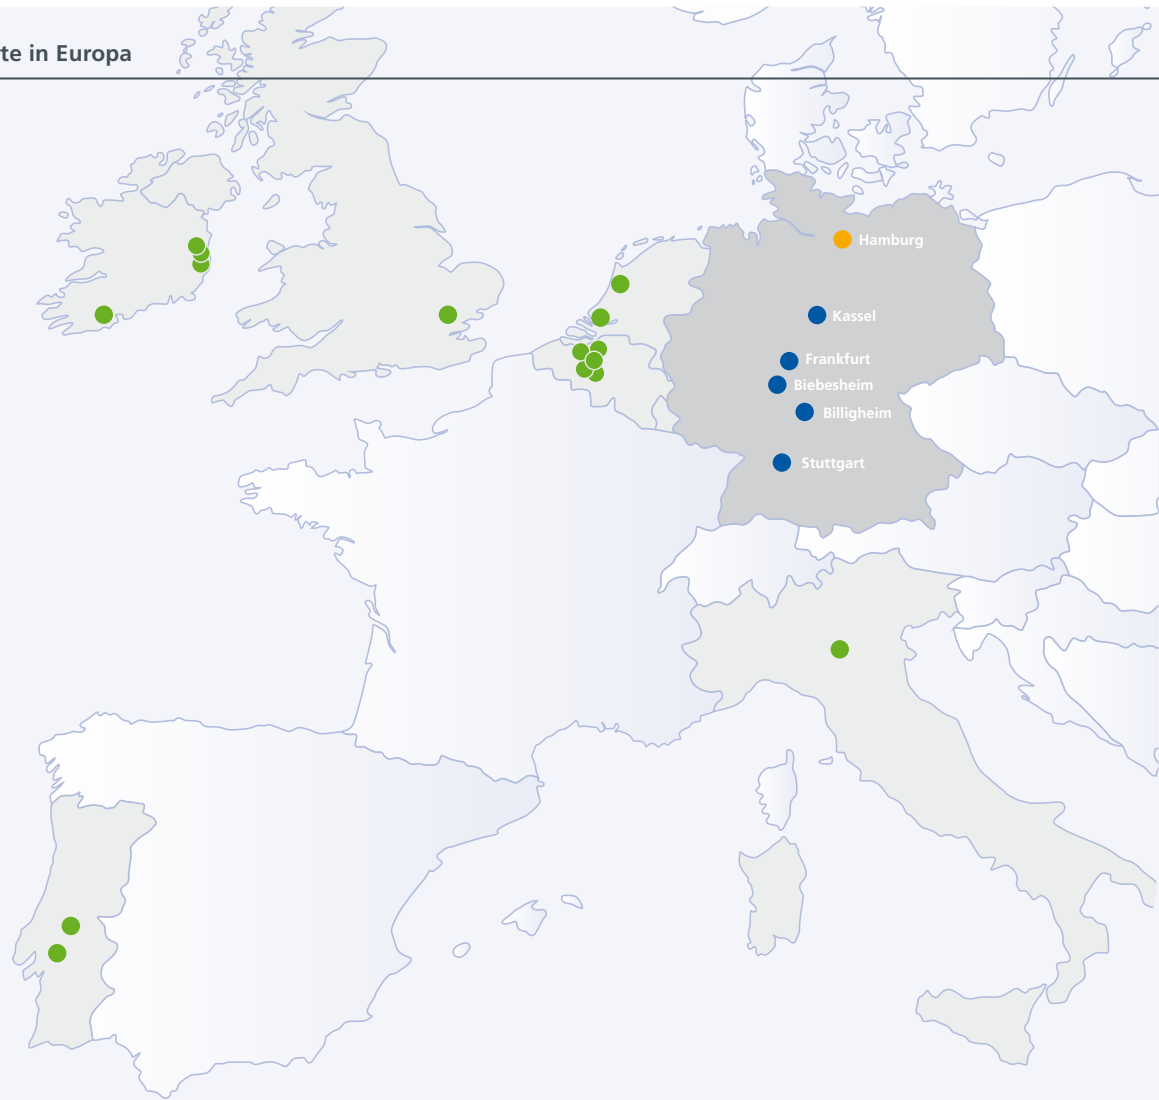 te in Europa
Hamburg
Kassel
Frankfurt
Biebesheim
Billigheim
Stuttgart